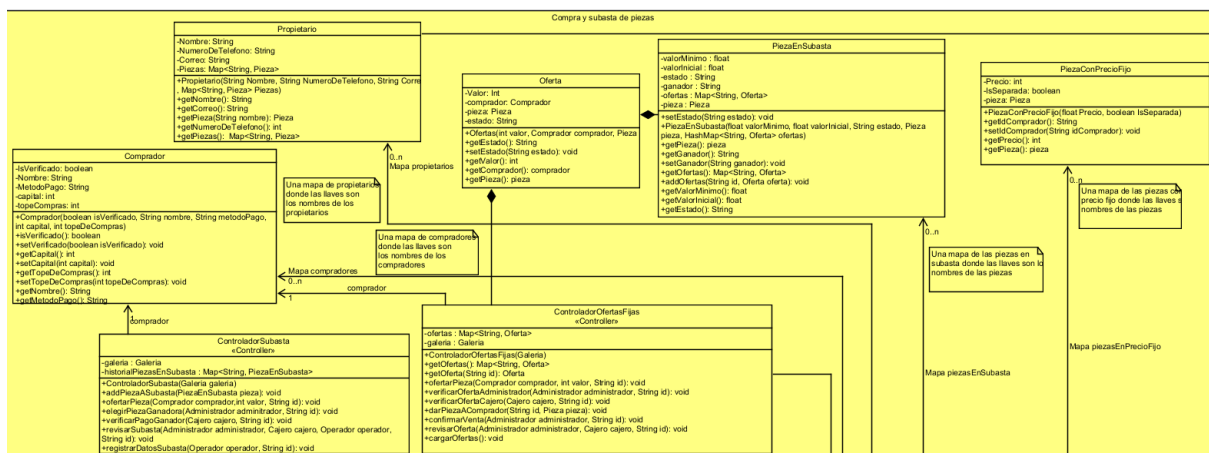 Compra y subasta de piezas
Propietario
-Nombre: String
-NumeroDeTelefono: String
-Correo: String
-Piezas: Map<String, Pieza>
+Propietario(String Nombre, String NumeroDeTelefono, String Corre
, Map<String, Pieza> Piezas)
+getNombre(): String
+getCorreo(): String
+getPieza(String nombre): Pieza
+getNumeroDeTelefono(): int
+getPiezas(): Map<String, Pieza>
Oferta
-Valor: Int
-comprador: Comprador
-pieza: Pieza
-estado: String
+Ofertas(int valor, Comprador comprador, Pieza
+getEstado(): String
+setEstado(String estado): void
+getValor(): int
+getComprador(): comprador
+getPieza(): pieza
PiezaEnSubasta
-valorMinimo : float
-valorInicial : float
-estado : String
-ganador : String
-ofertas : Map<String, Oferta>
-pieza : Pieza
+setEstado(String estado): void
+PiezaEnSubasta(float valorMinimo, float valorInicial, String estado, Pieza
pieza, HashMap<String, Oferta> ofertas)
+getPieza(): pieza
+getGanador(): String
+setGanador(String ganador): void
+getOfertas(): Map<String, Oferta>
+addOfertas(String id, Oferta oferta): void
+getValorMinimo(): float
+getValorInicial(): float
+getEstado(): String
PiezaConPrecioFijo
-Precio: int
-IsSeparada: boolean
-pieza: Pieza
+PiezaConPrecioFijo(float Precio, boolean IsSeparada)
+getIdComprador(): String
+setIdComprador(String idComprador): void
+getPrecio(): int
+getPieza(): pieza
Comprador
-IsVerificado: boolean
-Nombre: String
-MetodoPago: String
-capital: int
-topeCompras: int
+Comprador(boolean isVerificado, String nombre, String metodoPago,
int capital, int topeDeCompras)
+isVerificado(): boolean
+setVerificado(boolean isVerificado): void
+getCapital(): int
+setCapital(int capital): void
+getTopeDeCompras(): int
+setTopeDeCompras(int topeDeCompras): void
+getNombre(): String
+getMetodoPago(): String
0..n
Mapa propietarios
Una mapa de propietarios
donde las llaves son
los nombres de los
propietarios
Una mapa de compradores
donde las llaves son
los nombres de los
compradores
Mapa compradores
0..n
comprador
1
0..n
Una mapa de las piezas en
subasta donde las llaves son lo
nombres de las piezas
0..n
Una mapa de las piezas co
precio fijo donde las llaves s
nombres de las piezas
1
comprador
ControladorSubasta
«Controller»
-galeria : Galeria
-historialPiezasEnSubasta : Map<String, PiezaEnSubasta>
+ControladorSubasta(Galeria galeria)
+addPiezaASubasta(PiezaEnSubasta pieza): void
+ofertarPieza(Comprador comprador,int valor, String id): void
+elegirPiezaGanadora(Administrador adminitrador, String id): void
+verificarPagoGanador(Cajero cajero, String id): void
+revisarSubasta(Administrador administrador, Cajero cajero, Operador operador,
String id): void
+registrarDatosSubasta(Operador operador, String id): void
ControladorOfertasFijas
«Controller»
-ofertas : Map<String, Oferta>
-galeria : Galeria
+ControladorOfertasFijas(Galeria)
+getOfertas(): Map<String, Oferta>
+getOferta(String id): Oferta
+ofertarPieza(Comprador comprador, int valor, String id): void
+verificarOfertaAdministrador(Administrador administrador, String id): void
+verificarOfertaCajero(Cajero cajero, String id): void
+darPiezaAComprador(String id, Pieza pieza): void
+confirmarVenta(Administrador administrador, String id): void
+revisarOferta(Administrador administrador, Cajero cajero, String id): void
+cargarOfertas(): void
Mapa piezasEnSubasta
Mapa piezasEnPrecioFijo